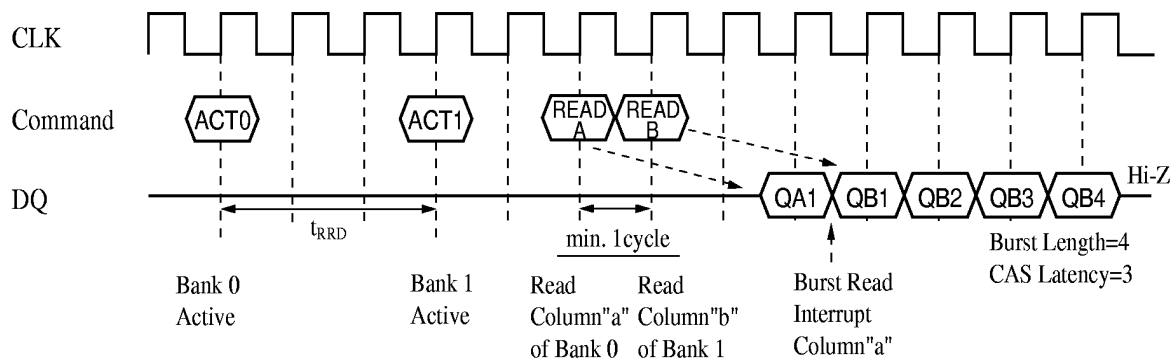 CLK
Command
ACT0
ACT1
READ
A
READ
B
DQ
QA1
QB1
QB2
QB3
QB4
Hi-Z
tRRD
min. 1cycle
Burst Length=4
CAS Latency=3
Bank 0
Active
Bank 1
Active
Read
Column"a"
of Bank 0
Read
Column"b"
of Bank 1
Burst Read
Interrupt
Column"a"